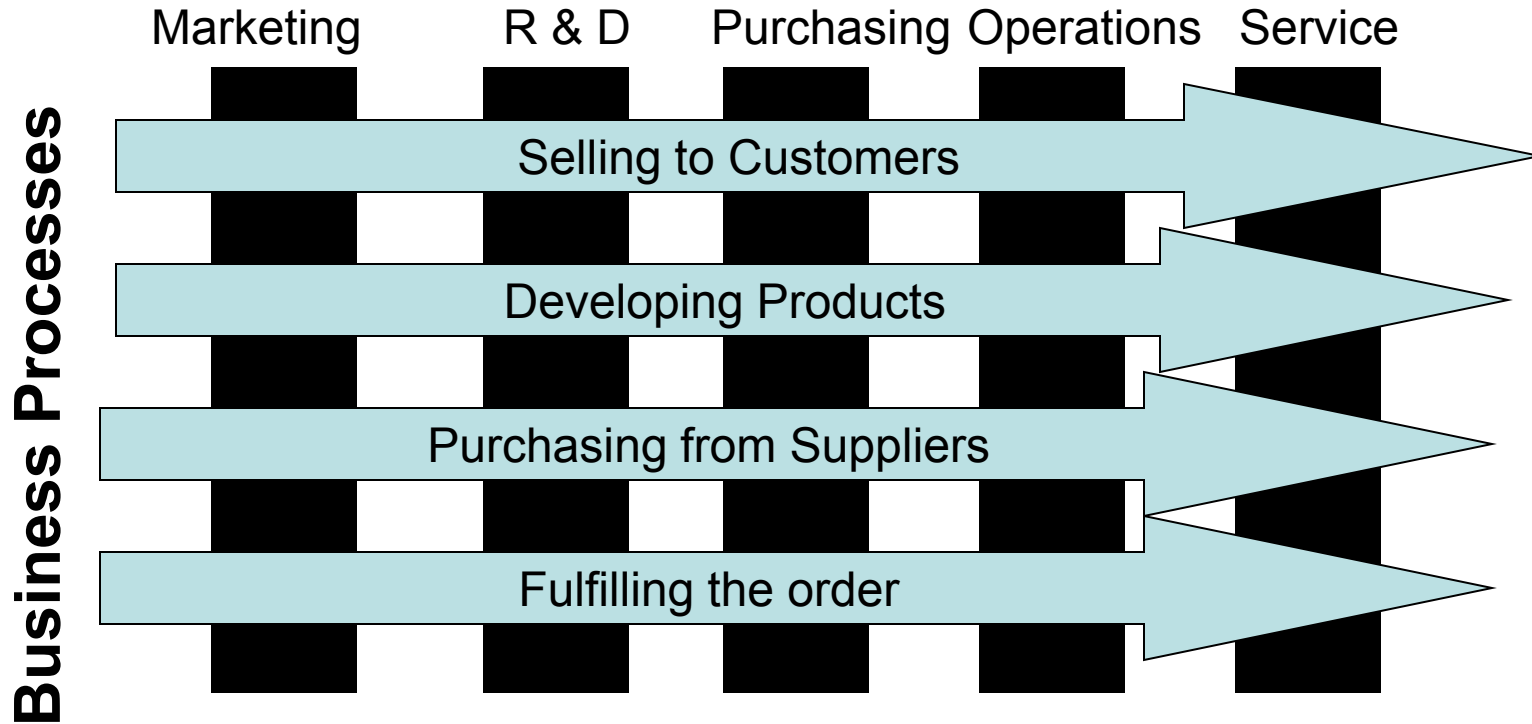 Marketing R & D Purchasing Operations Service
Business Processes
Selling to Customers
Developing Products
Purchasing from Suppliers
Fulfilling the order